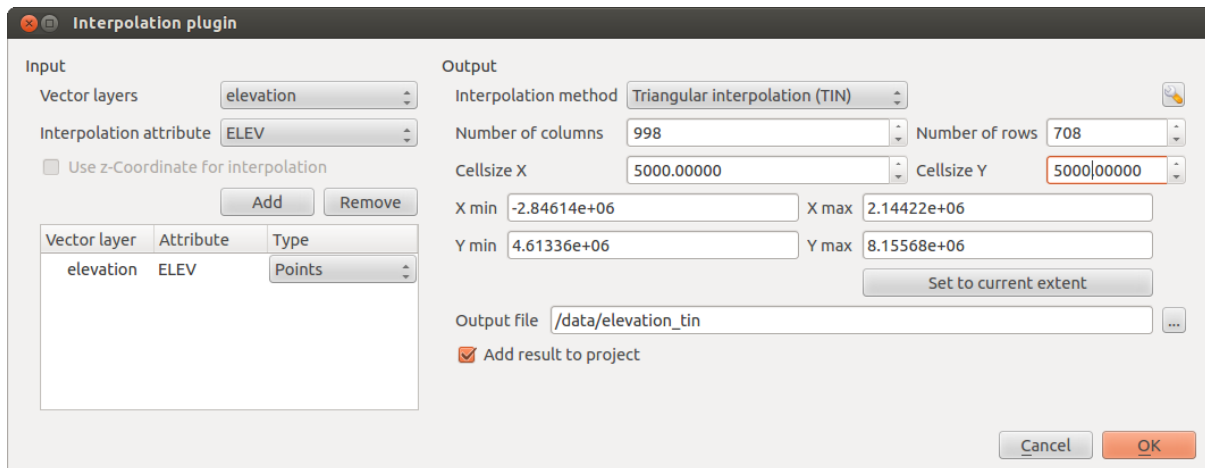 Interpolation plugin
Input
Vector layers elevation
Interpolation attribute ELEV
Use z-Coordinate for interpolation
Add Remove
Vector layer Attribute Type
elevation ELEV Points
Output
Interpolation method Triangular interpolation (TIN)
Number of columns 998 Number of rows 708
Cellsize X 5000.00000 Cellsize Y 5000.00000
X min -2.84614e+06 X max 2.14422e+06
Y min 4.61336e+06 Y max 8.15568e+06
Set to current extent
Output file /data/elevation_tin ...
Add result to project
Cancel OK